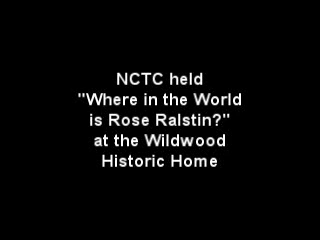 NCTC held
"Where in the World
is Rose Ralstin?"
at the Wildwood
Historic Home